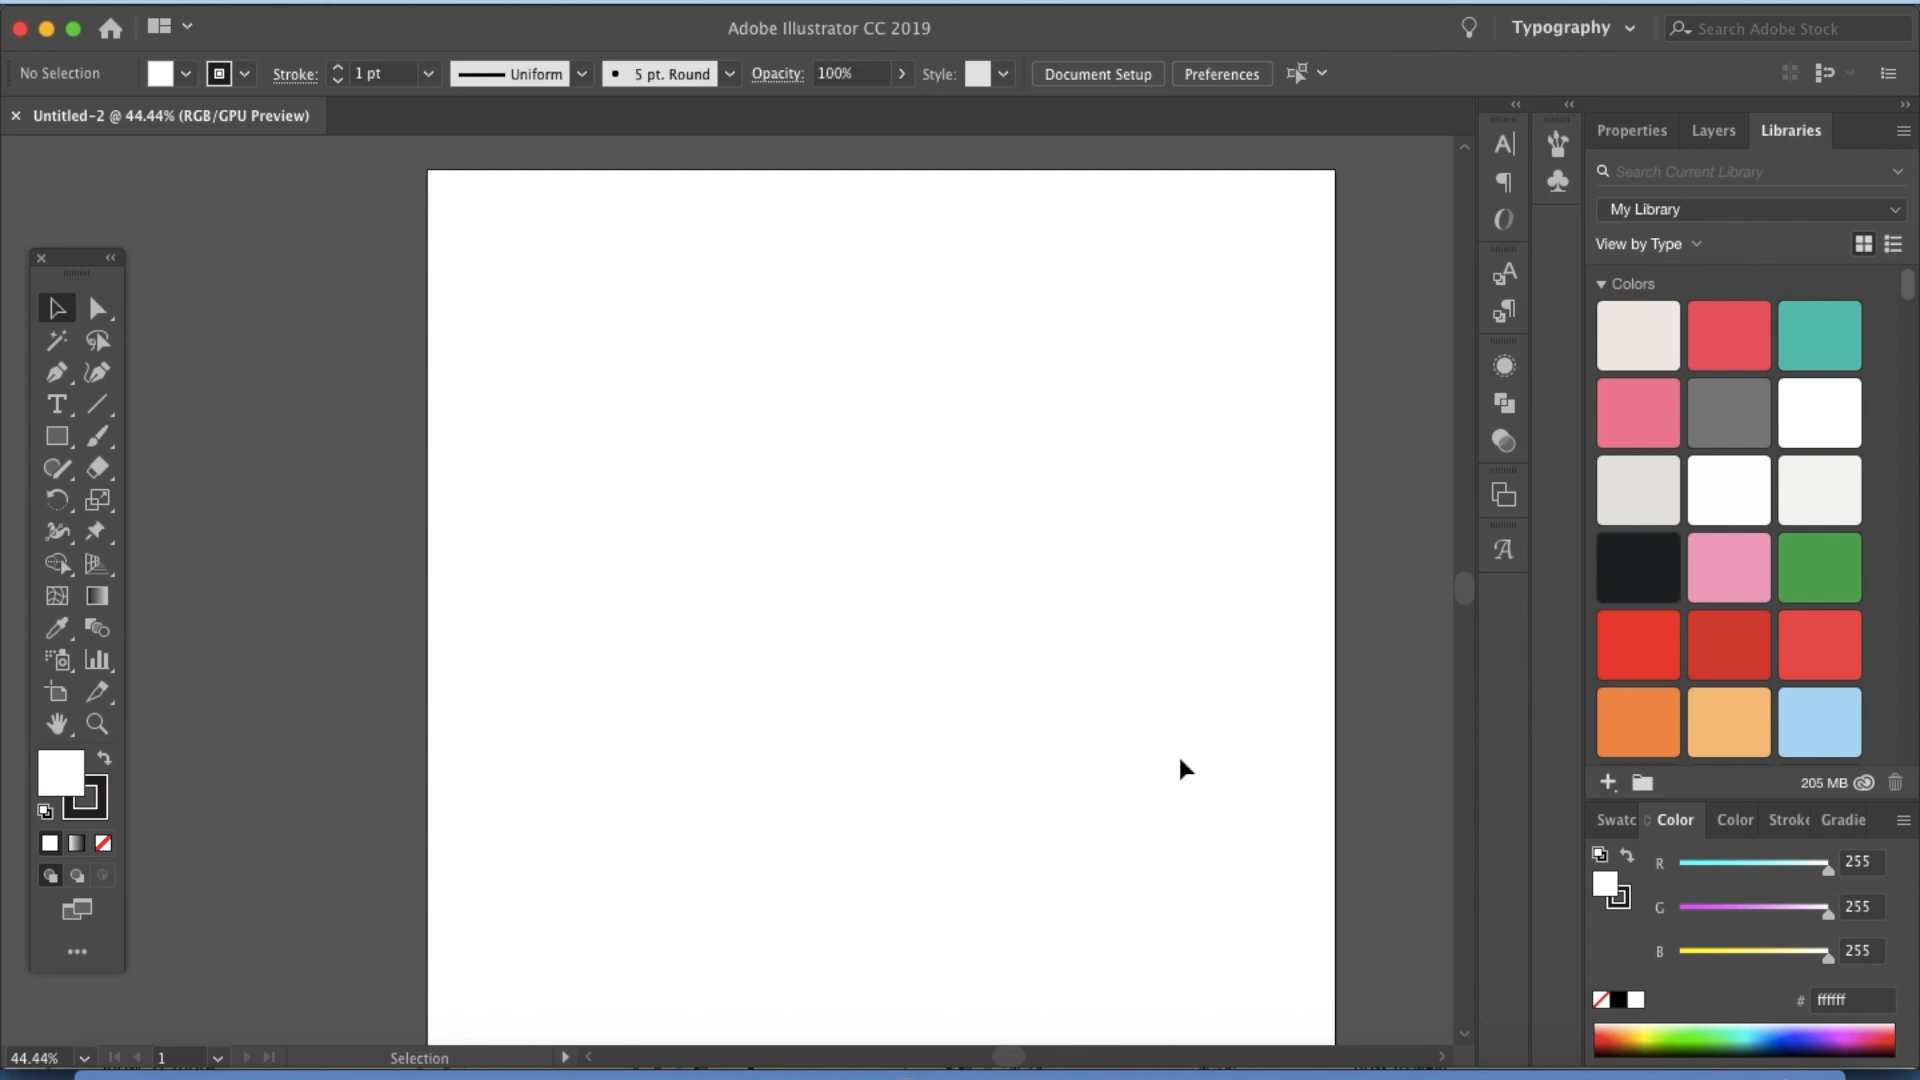 Adobe Illustrator CC 2019
Typography
Search Adobe Stock
No Selection
Stroke:
1 pt
Uniform
5 pt. Round
Opacity:
100%
Style:
Document Setup
Preferences
Untitled-2 @ 44.44% (RGB/GPU Preview)
Properties
Layers
Libraries
Search Current Library
My Library
View by Type
Colors
205 MB
Swatc
Color
Color
Stroke
Gradie
R
255
G
255
B
255
#
ffffff
44.44%
1
Selection